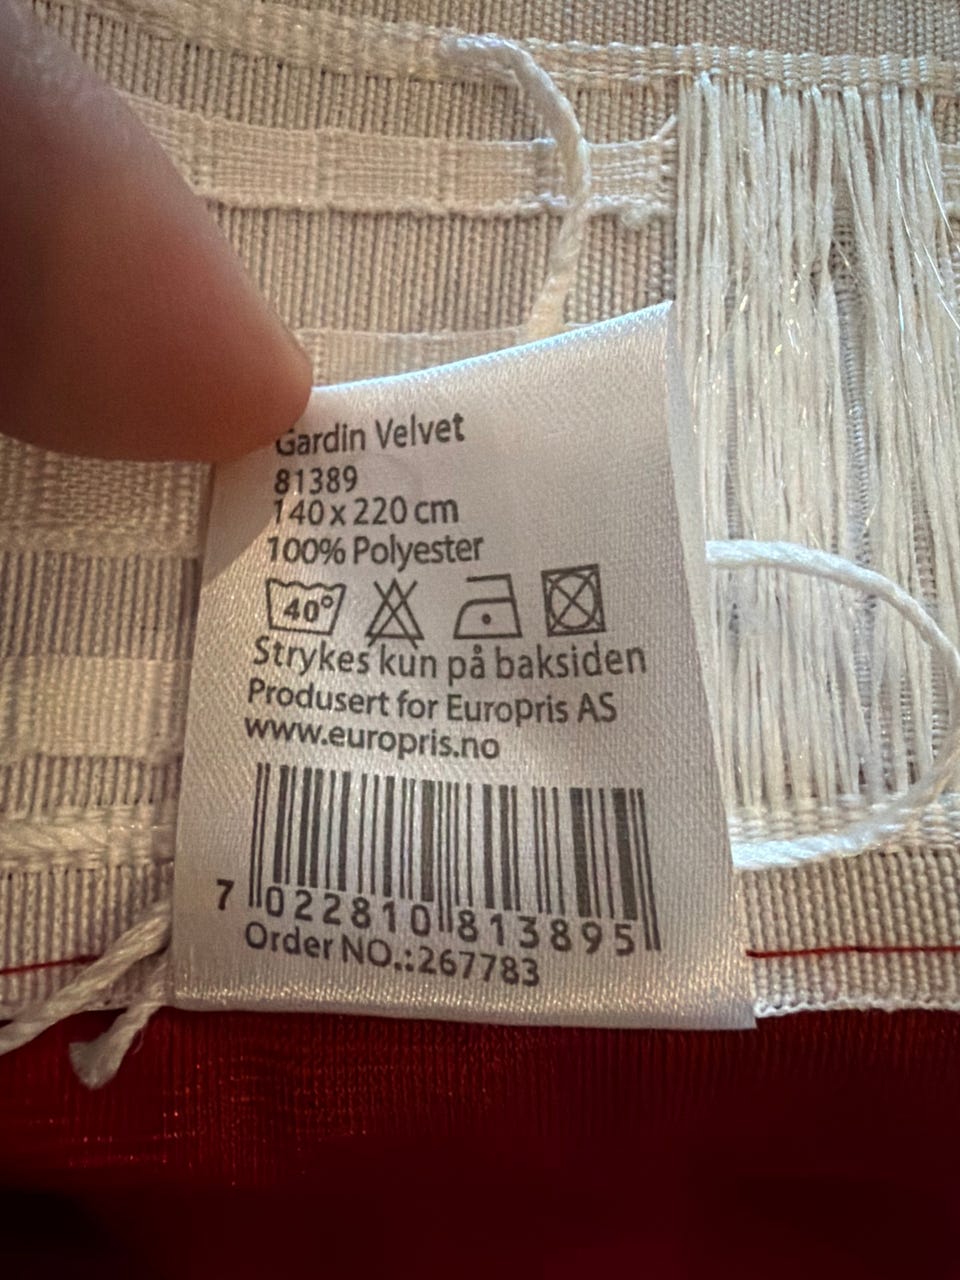 Gardin Velvet
81389
140 x 220 cm
100% Polyester
40°
Strykes kun på baksiden
Produsert for Europris AS
www.europris.no
7 022810 813895
Order NO.:267783